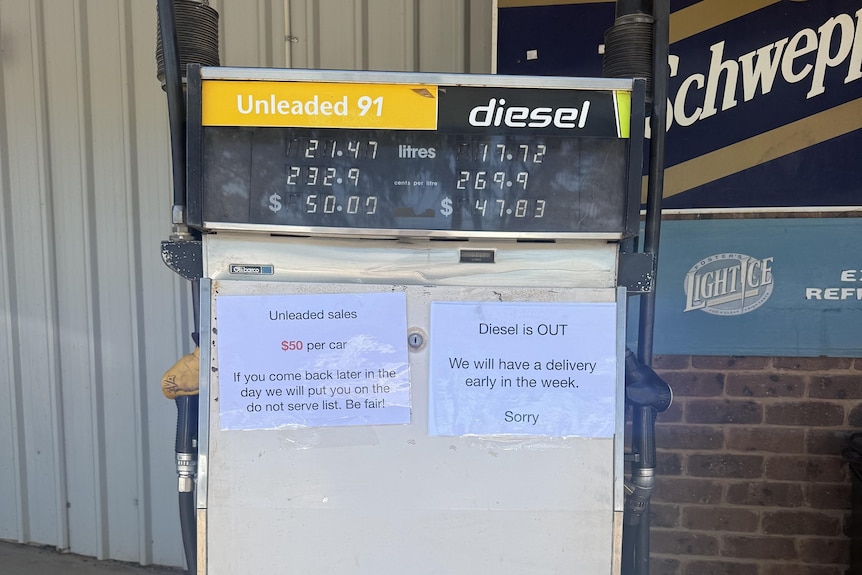 Unleaded 91
diesel
Schwepp
21.47 litres 17.72
232.9 cents per litre 269.9
$ 50.00 $ 47.83
barco
Unleaded sales
$50 per car
If you come back later in the
day we will put you on the
do not serve list. Be fair!
Diesel is OUT
We will have a delivery
early in the week.
Sorry
FOSTER'S
LIGHT ICE
E
REF